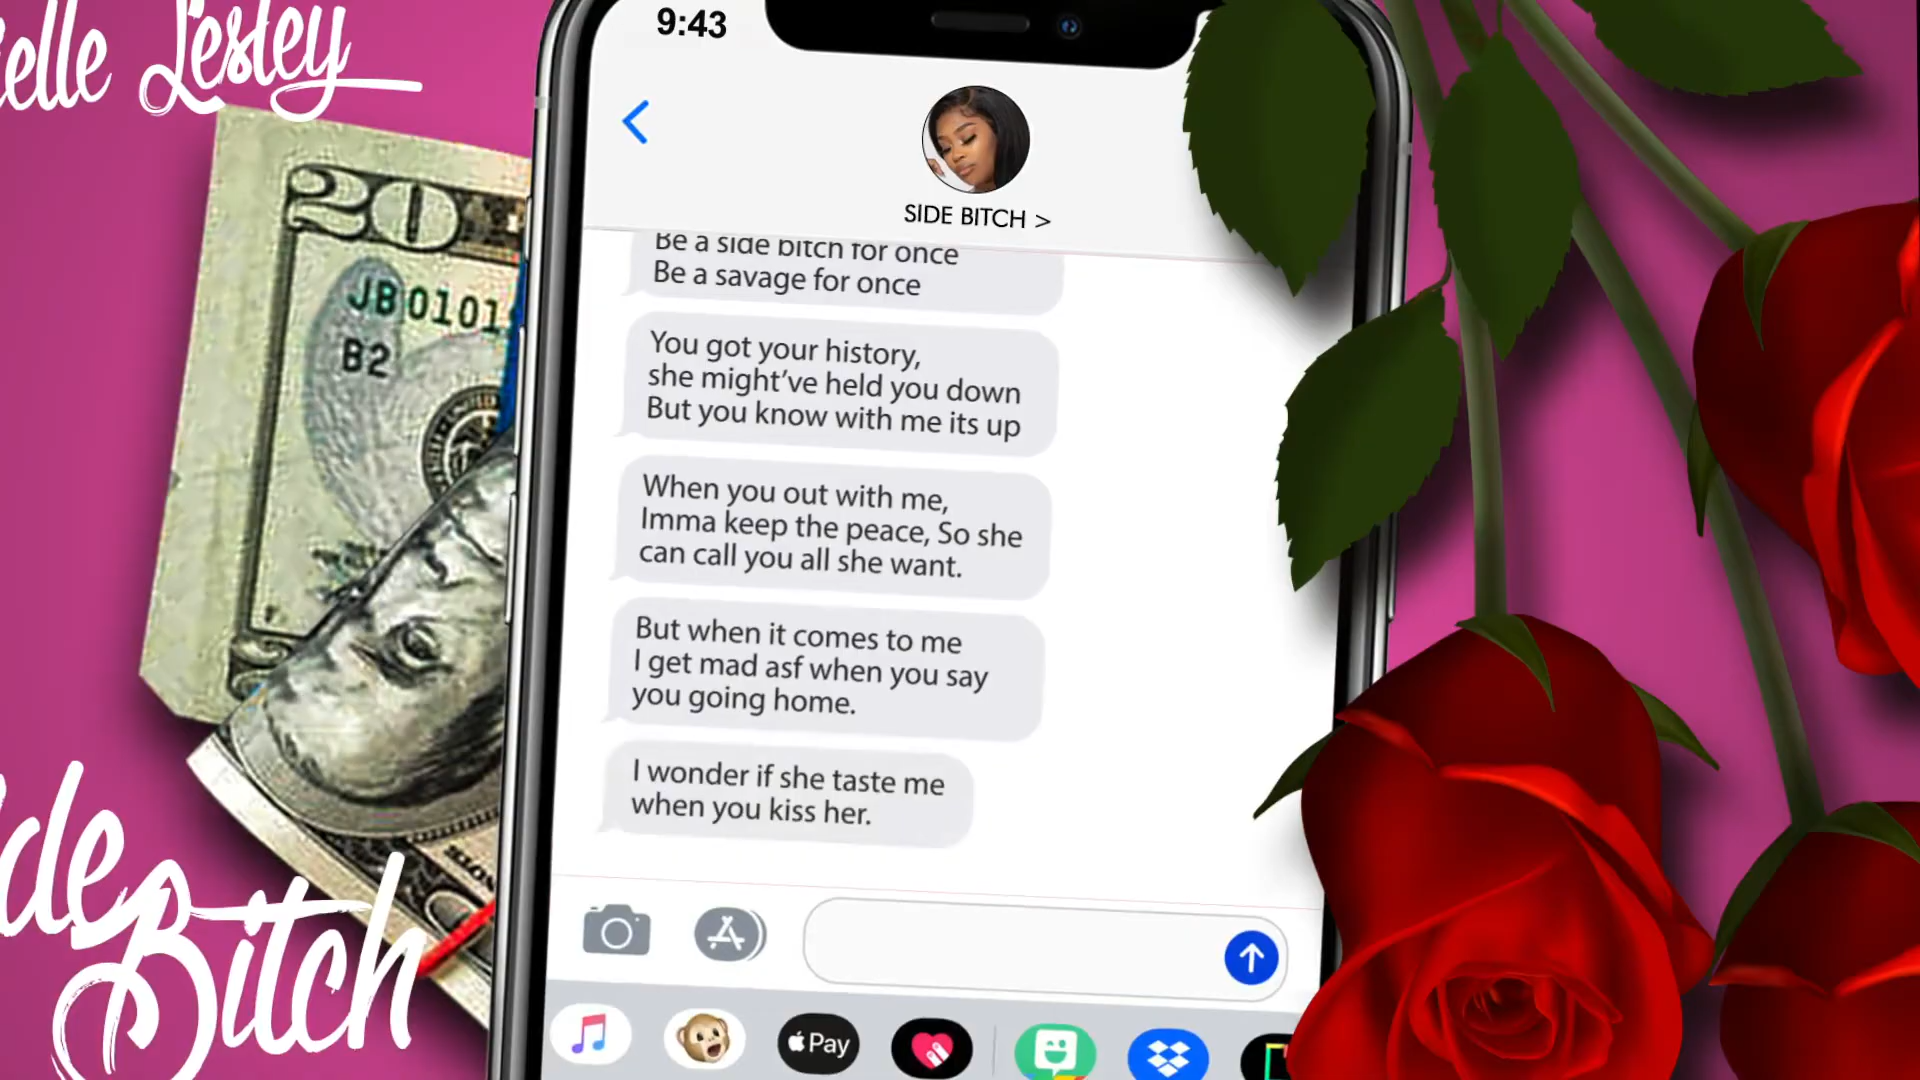 elle Lesley
9:43
SIDE BITCH >
20
JB0101
B2
Be a side bitch for once
Be a savage for once
You got your history,
she might've held you down
But you know with me its up
When you out with me,
Imma keep the peace, So she
can call you all she want.
But when it comes to me
I get mad asf when you say
you going home.
I wonder if she taste me
when you kiss her.
ide
Bitch
Pay